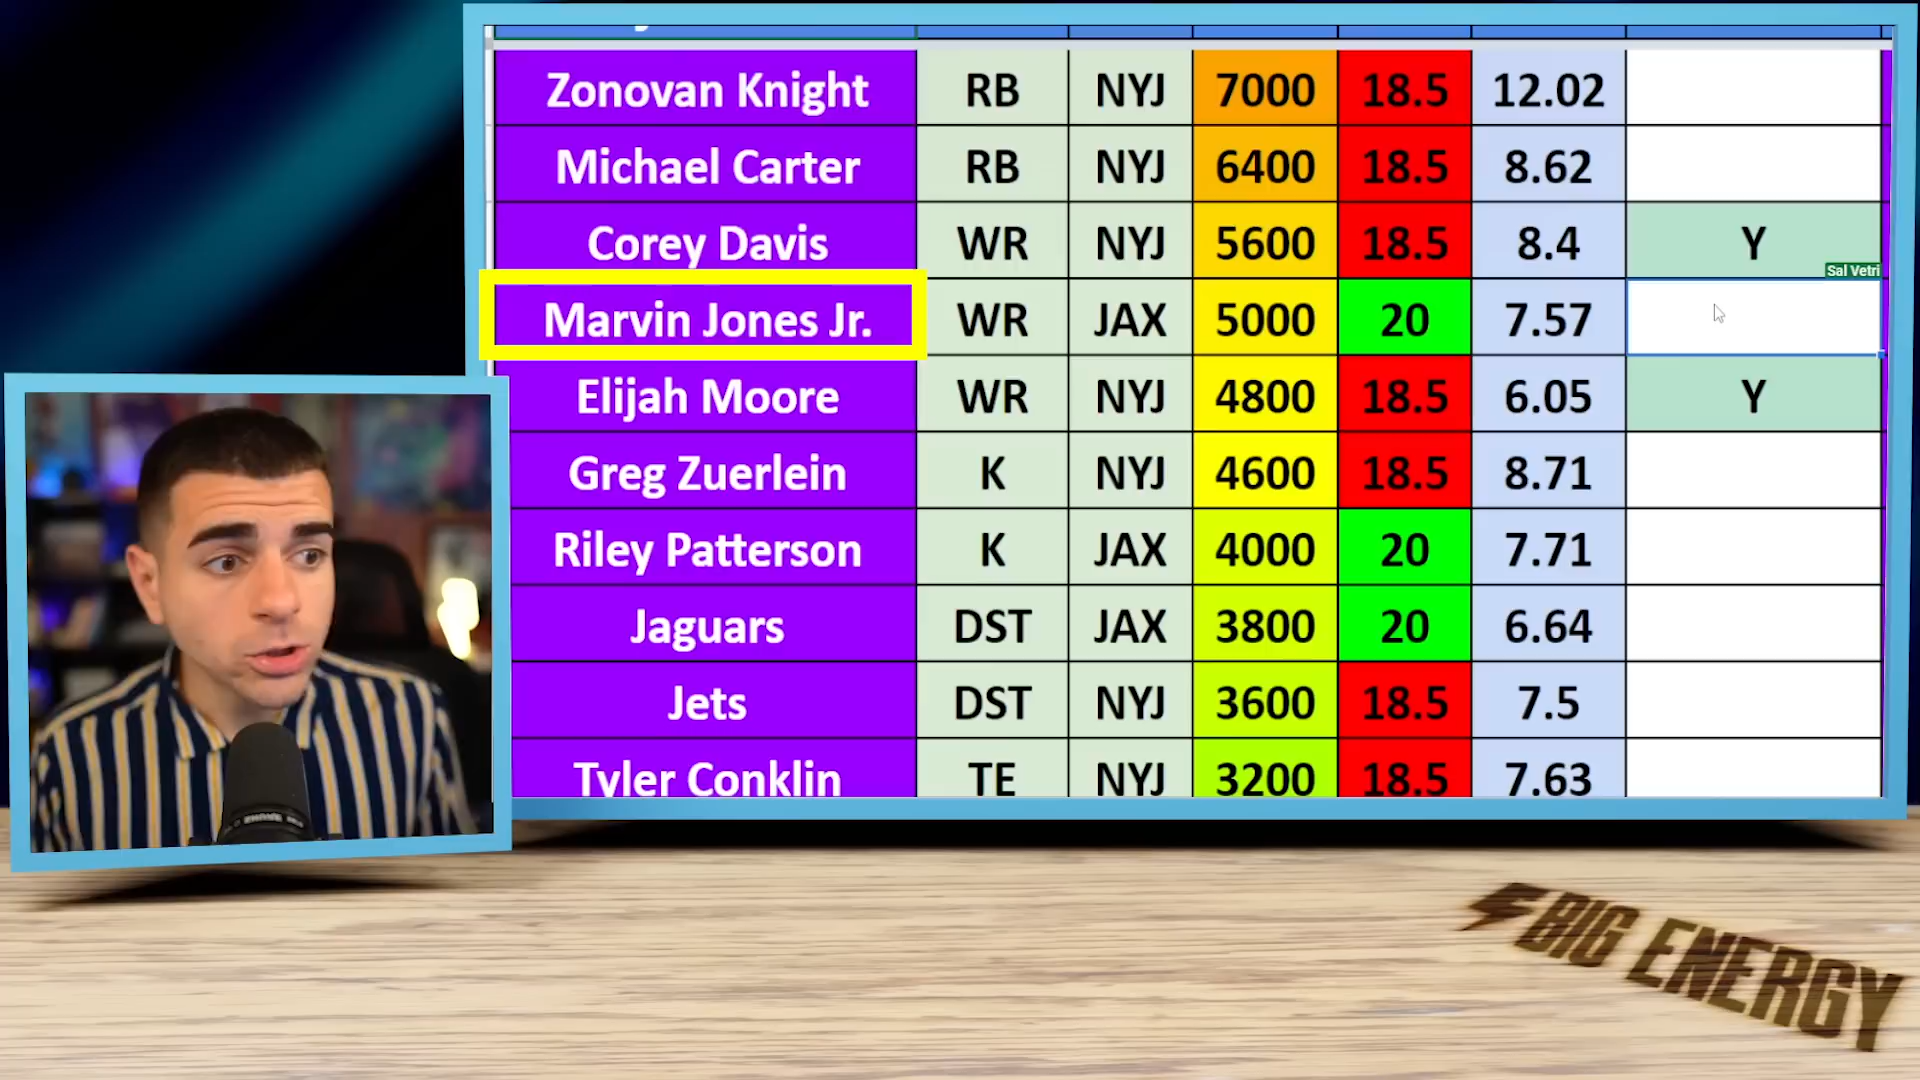 Zonovan Knight RB NYJ 7000 18.5 12.02
Michael Carter RB NYJ 6400 18.5 8.62
Corey Davis WR NYJ 5600 18.5 8.4 Y
Sal Vetri
Marvin Jones Jr. WR JAX 5000 20 7.57
Elijah Moore WR NYJ 4800 18.5 6.05 Y
Greg Zuerlein K NYJ 4600 18.5 8.71
Riley Patterson K JAX 4000 20 7.71
Jaguars DST JAX 3800 20 6.64
Jets DST NYJ 3600 18.5 7.5
Tyler Conklin TE NYJ 3200 18.5 7.63
BIG ENERGY